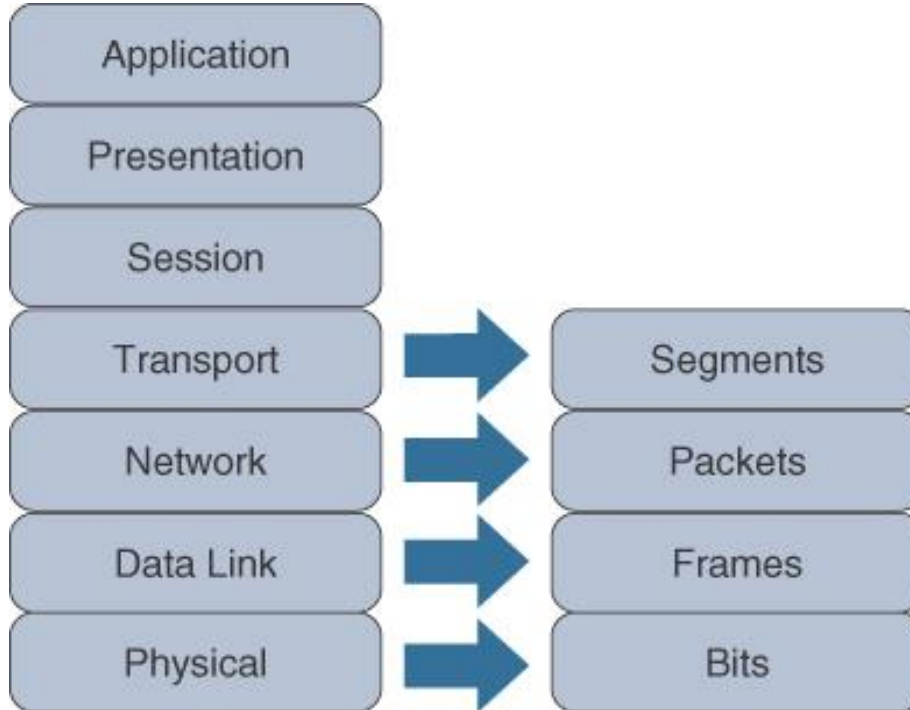 Application
Presentation
Session
Transport
Segments
Network
Packets
Data Link
Frames
Physical
Bits